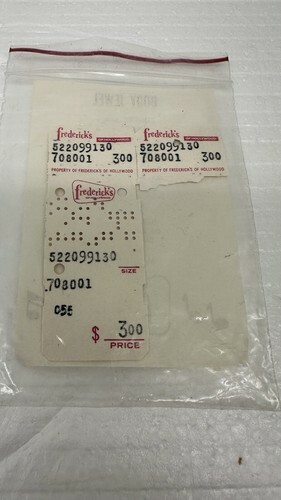 frederick's
OF HOLLYWOOD
522099130
708001 300
PROPERTY OF FREDERICK'S OF HOLLYWOOD
frederick's
OF HOLLYWOOD
522099130
708001 300
PROPERTY OF FREDERICK'S OF HOLLYWOOD
frederick's
OF HOLLYWOOD
522099130
SIZE
708001
056
$ 300
PRICE